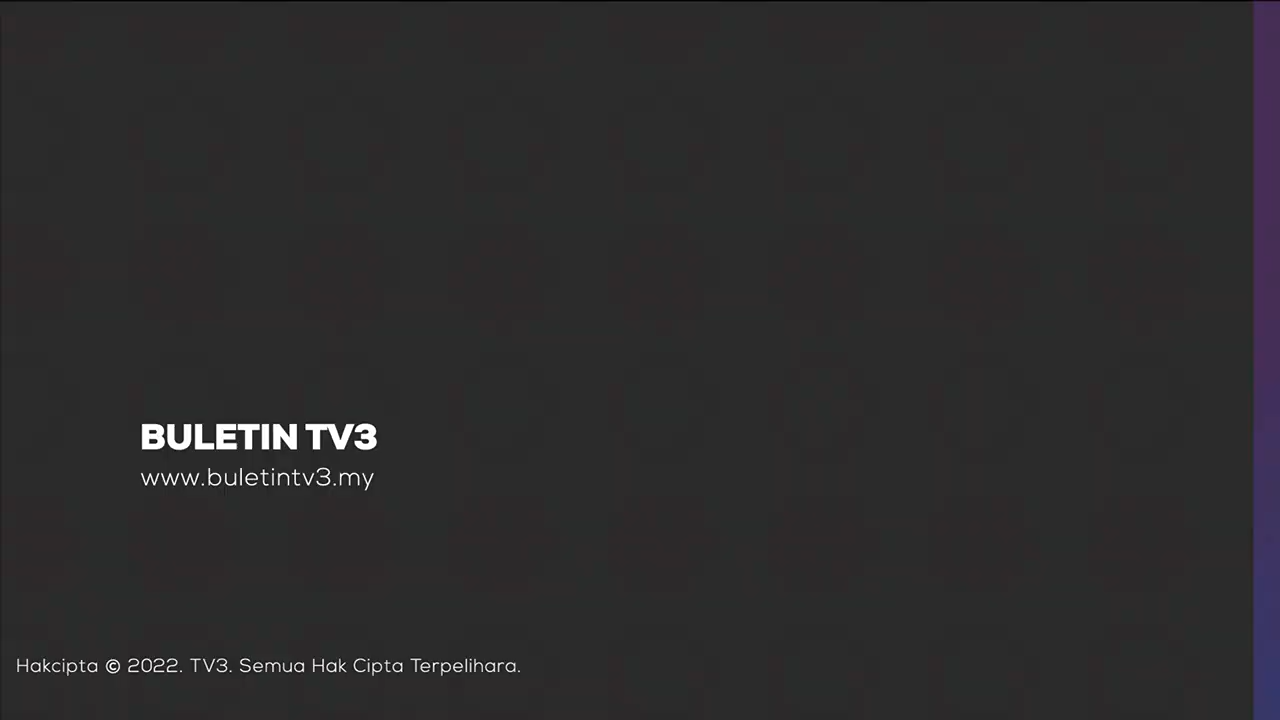 BULETIN TV3
www.buletintv3.my
Hakcipta © 2022. TV3. Semua Hak Cipta Terpelihara.